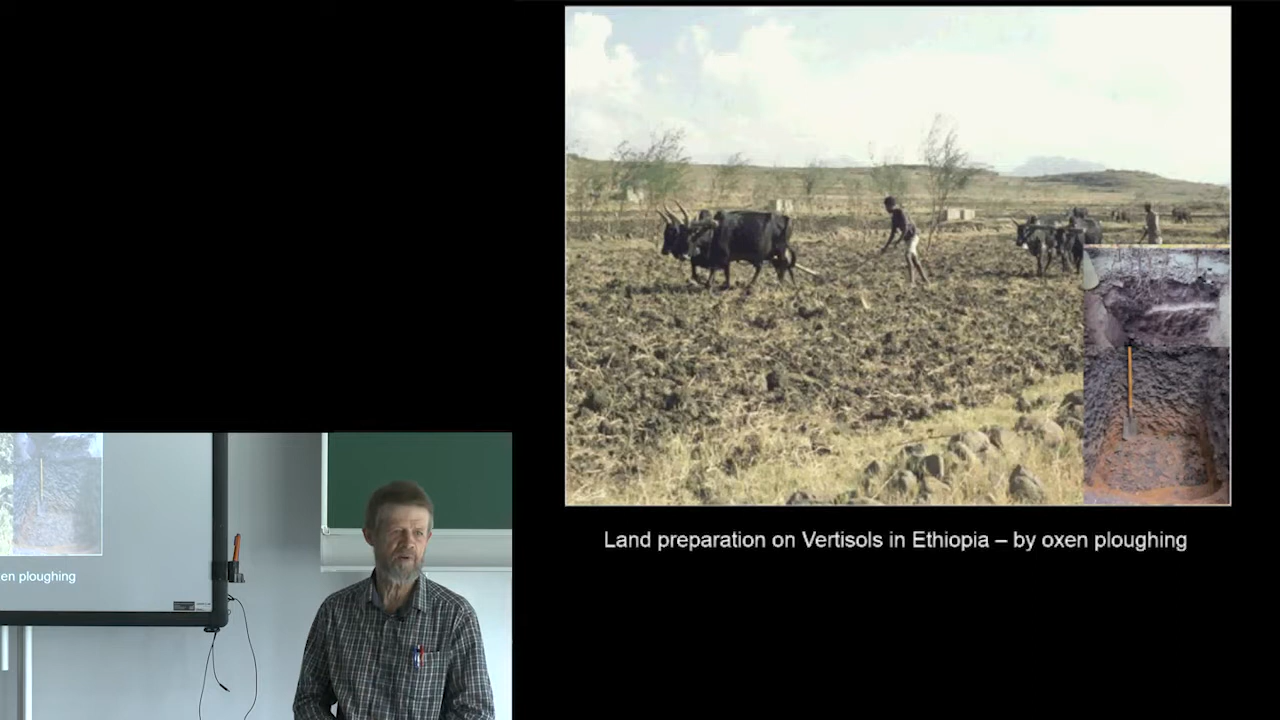 Land preparation on Vertisols in Ethiopia – by oxen ploughing
en ploughing